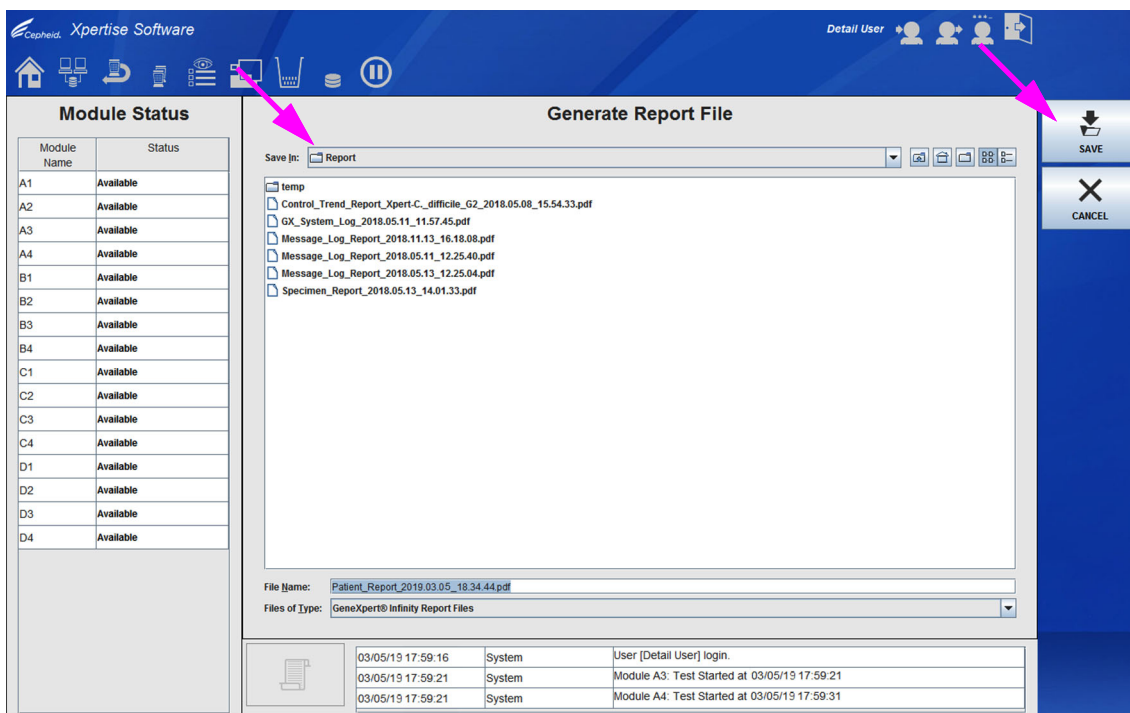 Cepheid. Xpertise Software
Detail User
Module Status
Module Name Status
A1 Available
A2 Available
A3 Available
A4 Available
B1 Available
B2 Available
B3 Available
B4 Available
C1 Available
C2 Available
C3 Available
C4 Available
D1 Available
D2 Available
D3 Available
D4 Available
Generate Report File
Save In: Report
temp
Control_Trend_Report_Xpert-C._difficile_G2_2018.05.08_15.54.33.pdf
GX_System_Log_2018.05.11_11.57.45.pdf
Message_Log_Report_2018.11.13_16.18.08.pdf
Message_Log_Report_2018.05.11_12.25.40.pdf
Message_Log_Report_2018.05.13_12.25.04.pdf
Specimen_Report_2018.05.13_14.01.33.pdf
File Name: Patient_Report_2019.03.05_18.34.44.pdf
Files of Type: GeneXpert® Infinity Report Files
03/05/19 17:59:16 System User [Detail User] login.
03/05/19 17:59:21 System Module A3: Test Started at 03/05/19 17:59:21
03/05/19 17:59:21 System Module A4: Test Started at 03/05/19 17:59:31
SAVE
CANCEL